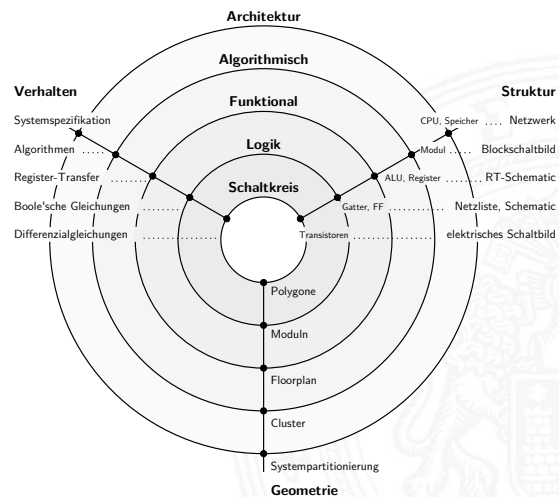 Architektur
Algorithmisch
Funktional
Logik
Schaltkreis
Verhalten
Systemspezifikation
Algorithmen
Register-Transfer
Boole'sche Gleichungen
Differenzialgleichungen
Struktur
CPU, Speicher .... Netzwerk
Modul ..... Blockschaltbild
ALU, Register ...... RT-Schematic
Gatter, FF ........ Netzliste, Schematic
Transistoren ........ elektrisches Schaltbild
Polygone
Moduln
Floorplan
Cluster
Systempartitionierung
Geometrie